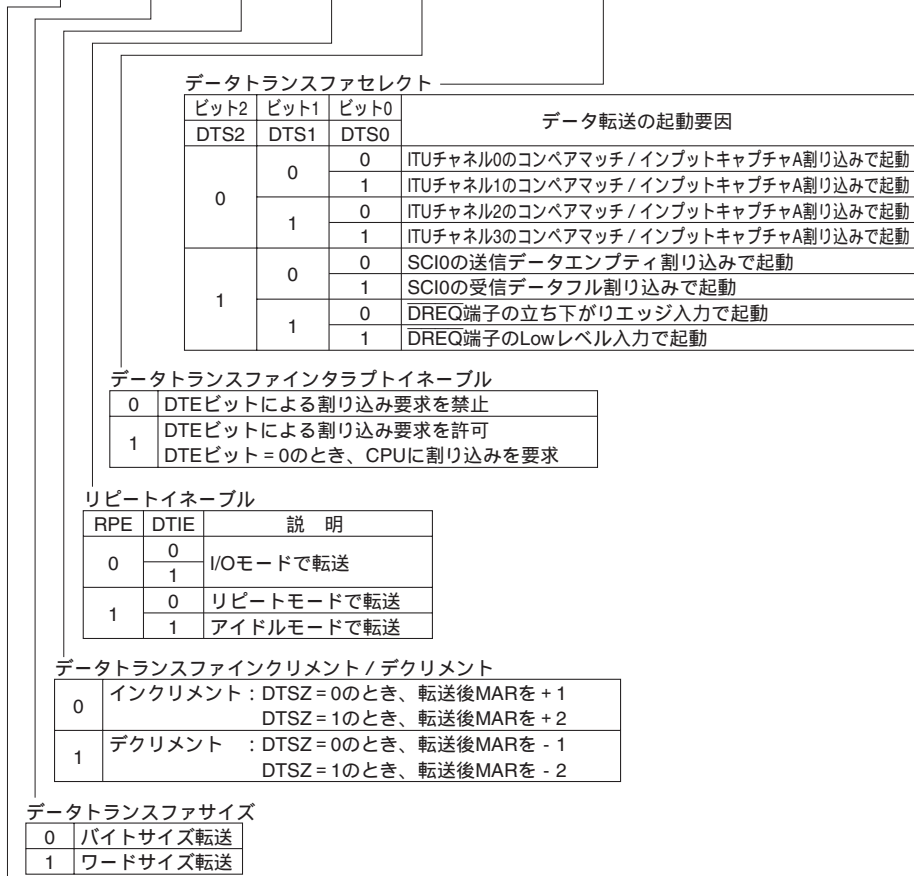 データトランスファセレクト
ビット2 ビット1 ビット0 データ転送の起動要因
DTS2 DTS1 DTS0
0 0 0 ITUチャネル0のコンペアマッチ / インプットキャプチャA割り込みで起動
1 ITUチャネル1のコンペアマッチ / インプットキャプチャA割り込みで起動
1 0 ITUチャネル2のコンペアマッチ / インプットキャプチャA割り込みで起動
1 ITUチャネル3のコンペアマッチ / インプットキャプチャA割り込みで起動
1 0 0 SCI0の送信データエンプティ割り込みで起動
1 SCI0の受信データフル割り込みで起動
1 0 DREQ端子の立ち下がりエッジ入力で起動
1 DREQ端子のLowレベル入力で起動
データトランスファインタラプトイネーブル
0 DTEビットによる割り込み要求を禁止
1 DTEビットによる割り込み要求を許可
DTEビット = 0のとき、CPUに割り込みを要求
リピートイネーブル
RPE DTIE 説 明
0 0 I/Oモードで転送
1
1 0 リピートモードで転送
1 アイドルモードで転送
データトランスファインクリメント / デクリメント
0 インクリメント : DTSZ = 0のとき、転送後MARを + 1
DTSZ = 1のとき、転送後MARを + 2
1 デクリメント : DTSZ = 0のとき、転送後MARを - 1
DTSZ = 1のとき、転送後MARを - 2
データトランスファサイズ
0 バイトサイズ転送
1 ワードサイズ転送